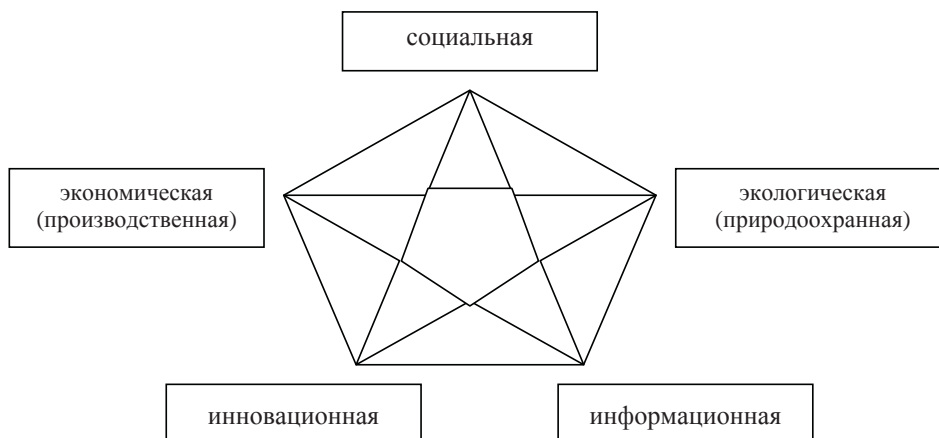 социальная
экономическая
(производственная)
экологическая
(природоохранная)
инновационная
информационная